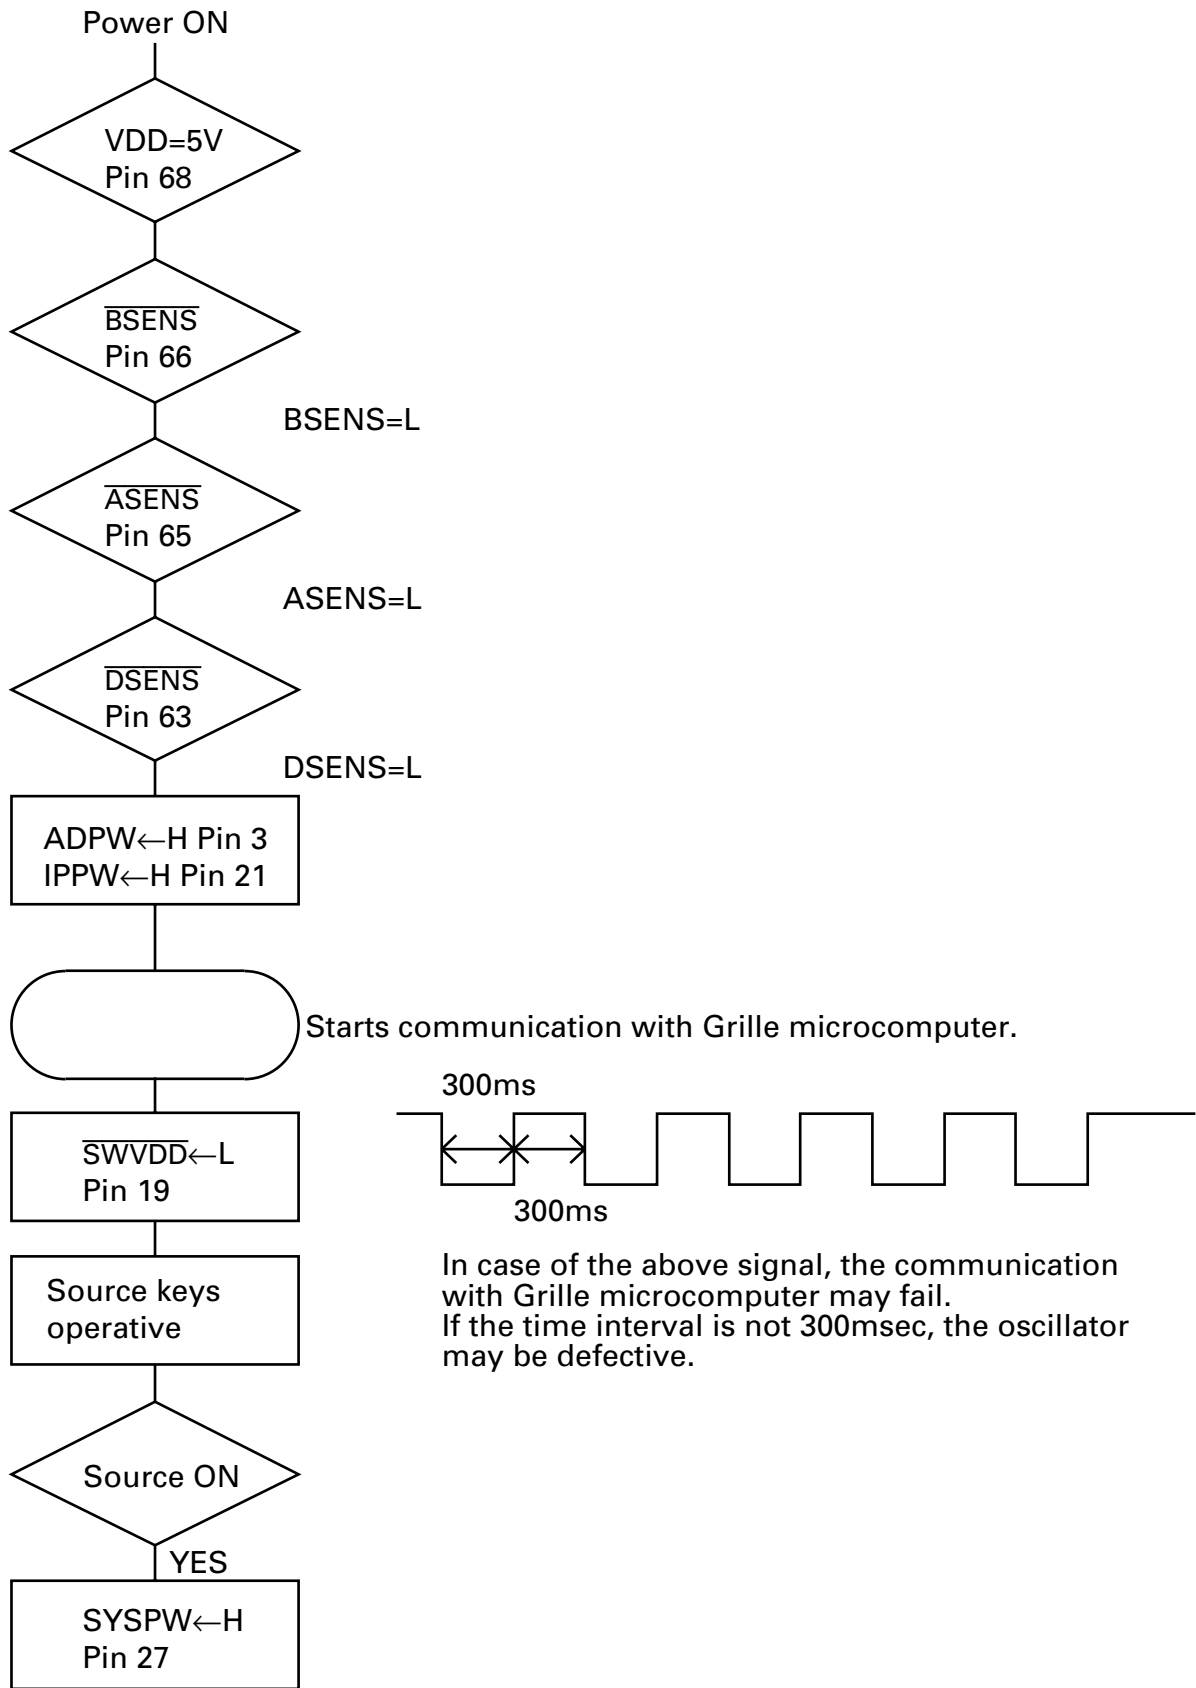 Power ON
VDD=5V
Pin 68
BSENS
Pin 66
BSENS=L
ASENS
Pin 65
ASENS=L
DSENS
Pin 63
DSENS=L
ADPW←H Pin 3
IPPW←H Pin 21
Starts communication with Grille microcomputer.
300ms
300ms
SWVDD←L
Pin 19
In case of the above signal, the communication
with Grille microcomputer may fail.
If the time interval is not 300msec, the oscillator
may be defective.
Source keys
operative
Source ON
YES
SYSPW←H
Pin 27